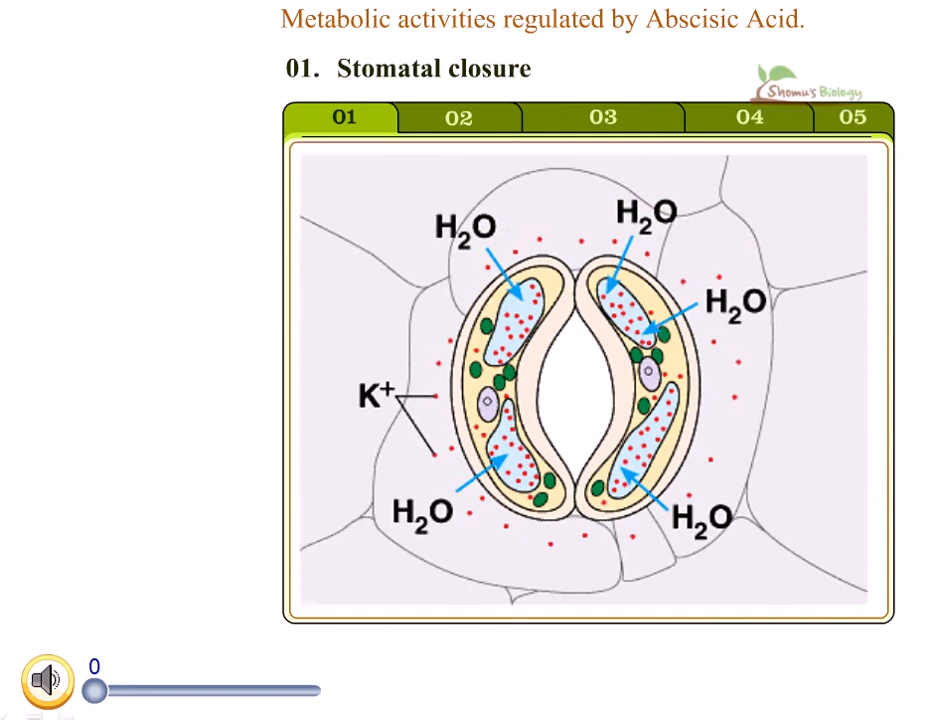 Metabolic activities regulated by Abscisic Acid.
01. Stomatal closure
Shomu's Biology
01 02 03 04 05
H₂O
H₂O
H₂O
K⁺
H₂O
H₂O
0